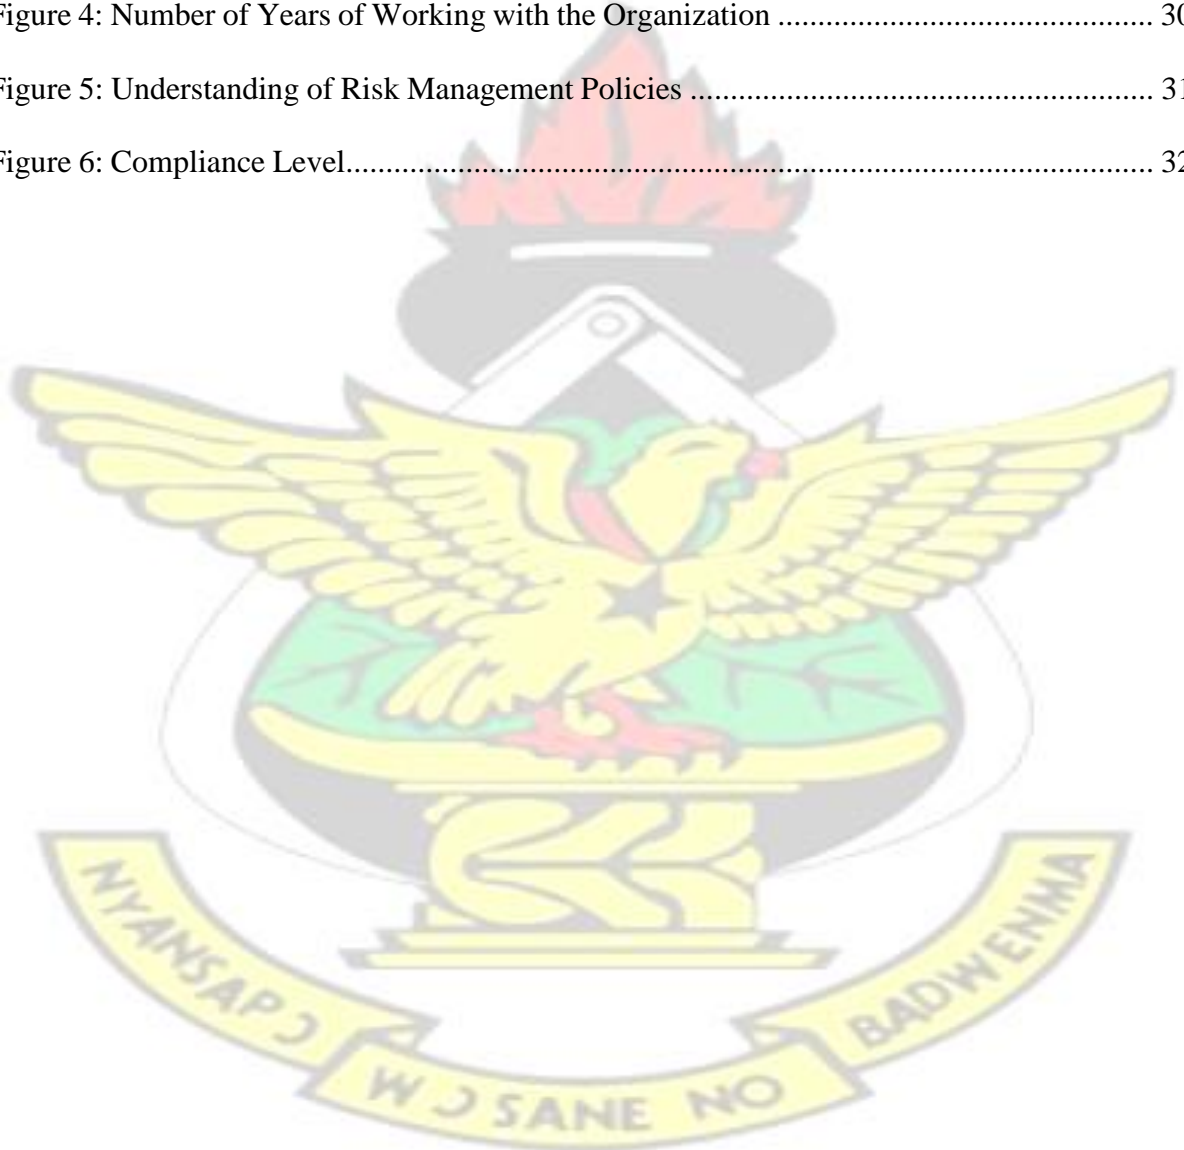 Figure 4: Number of Years of Working with the Organization ............................................... 30
Figure 5: Understanding of Risk Management Policies .......................................................... 31
Figure 6: Compliance Level..................................................................................................... 32
NYANSAPƆ
WƆ SANE NO
BADWENMA